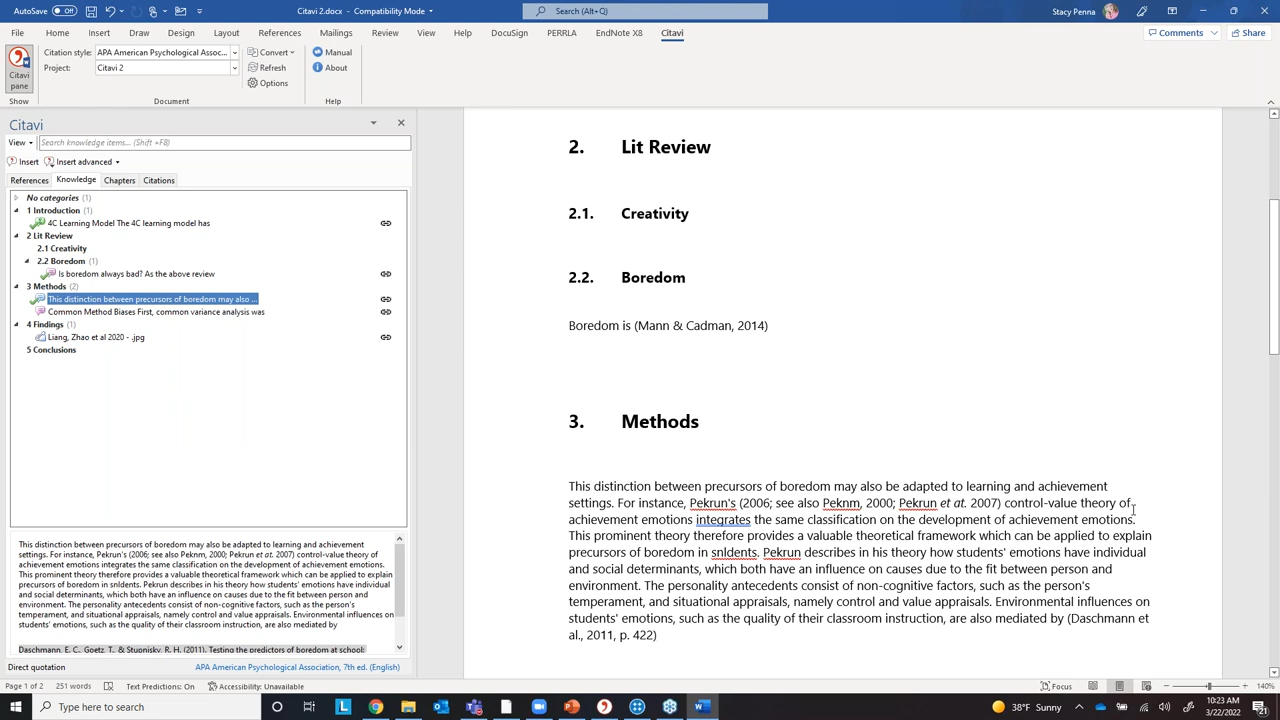 Citavi 2.docx - Compatibility Mode
Search (Alt+Q)
Stacy Penna
File Home Insert Draw Design Layout References Mailings Review View Help DocuSign PERRLA EndNote X8 Citavi
Comments Share
Citavi pane
Citation style: APA American Psychological Assoc...
Project: Citavi 2
Convert
Refresh
Options
Manual
About
Show Document Help
Citavi
View Search knowledge items... (Shift +F8)
Insert Insert advanced
References Knowledge Chapters Citations
No categories (1)
1 Introduction (1)
4C Learning Model The 4C learning model has
2 Lit Review
2.1 Creativity
2.2 Boredom (1)
Is boredom always bad? As the above review
3 Methods (2)
This distinction between precursors of boredom may also ...
Common Method Biases First, common variance analysis was
4 Findings (1)
Liang, Zhao et al 2020 - .jpg
5 Conclusions
This distinction between precursors of boredom may also be adapted to learning and achievement
settings. For instance, Pekrun's (2006; see also Peknm, 2000; Pekrun et at. 2007) control-value theory of
achievement emotions integrates the same classification on the development of achievement emotions.
This prominent theory therefore provides a valuable theoretical framework which can be applied to explain
precursors of boredom in snldents. Pekrun describes in his theory how students' emotions have individual
and social determinants, which both have an influence on causes due to the fit between person and
environment. The personality antecedents consist of non-cognitive factors, such as the person's
temperament, and situational appraisals, namely control and value appraisals. Environmental influences on
students' emotions, such as the quality of their classroom instruction, are also mediated by
Daschmann, E. C., Goetz, T., & Stupnisky, R. H. (2011). Testing the predictors of boredom at school:
Direct quotation APA American Psychological Association, 7th ed. (English)
2. Lit Review
2.1. Creativity
2.2. Boredom
Boredom is (Mann & Cadman, 2014)
3. Methods
This distinction between precursors of boredom may also be adapted to learning and achievement
settings. For instance, Pekrun's (2006; see also Peknm, 2000; Pekrun et at. 2007) control-value theory of
achievement emotions integrates the same classification on the development of achievement emotions.
This prominent theory therefore provides a valuable theoretical framework which can be applied to explain
precursors of boredom in snldents. Pekrun describes in his theory how students' emotions have individual
and social determinants, which both have an influence on causes due to the fit between person and
environment. The personality antecedents consist of non-cognitive factors, such as the person's
temperament, and situational appraisals, namely control and value appraisals. Environmental influences on
students' emotions, such as the quality of their classroom instruction, are also mediated by (Daschmann et
al., 2011, p. 422)
Page 1 of 2 251 words Text Predictions: On Accessibility: Unavailable Focus 140%
Type here to search
38°F Sunny
10:23 AM
3/22/2022